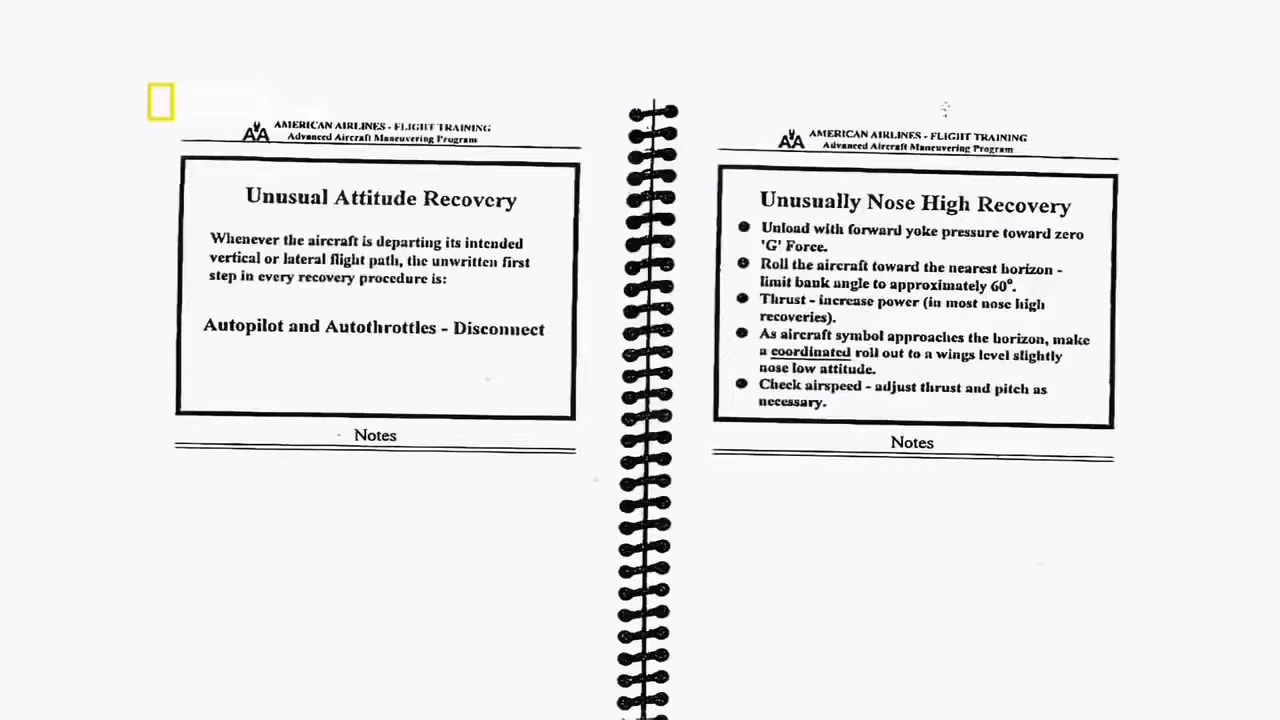 AMERICAN AIRLINES - FLIGHT TRAINING
Advanced Aircraft Maneuvering Program
Unusual Attitude Recovery
Whenever the aircraft is departing its intended
vertical or lateral flight path, the unwritten first
step in every recovery procedure is:
Autopilot and Autothrottles - Disconnect
Notes
AMERICAN AIRLINES - FLIGHT TRAINING
Advanced Aircraft Maneuvering Program
Unusually Nose High Recovery
Unload with forward yoke pressure toward zero
'G' Force.
Roll the aircraft toward the nearest horizon -
limit bank angle to approximately 60°.
Thrust - increase power (in most nose high
recoveries).
As aircraft symbol approaches the horizon, make
a coordinated roll out to a wings level slightly
nose low attitude.
Check airspeed - adjust thrust and pitch as
necessary.
Notes